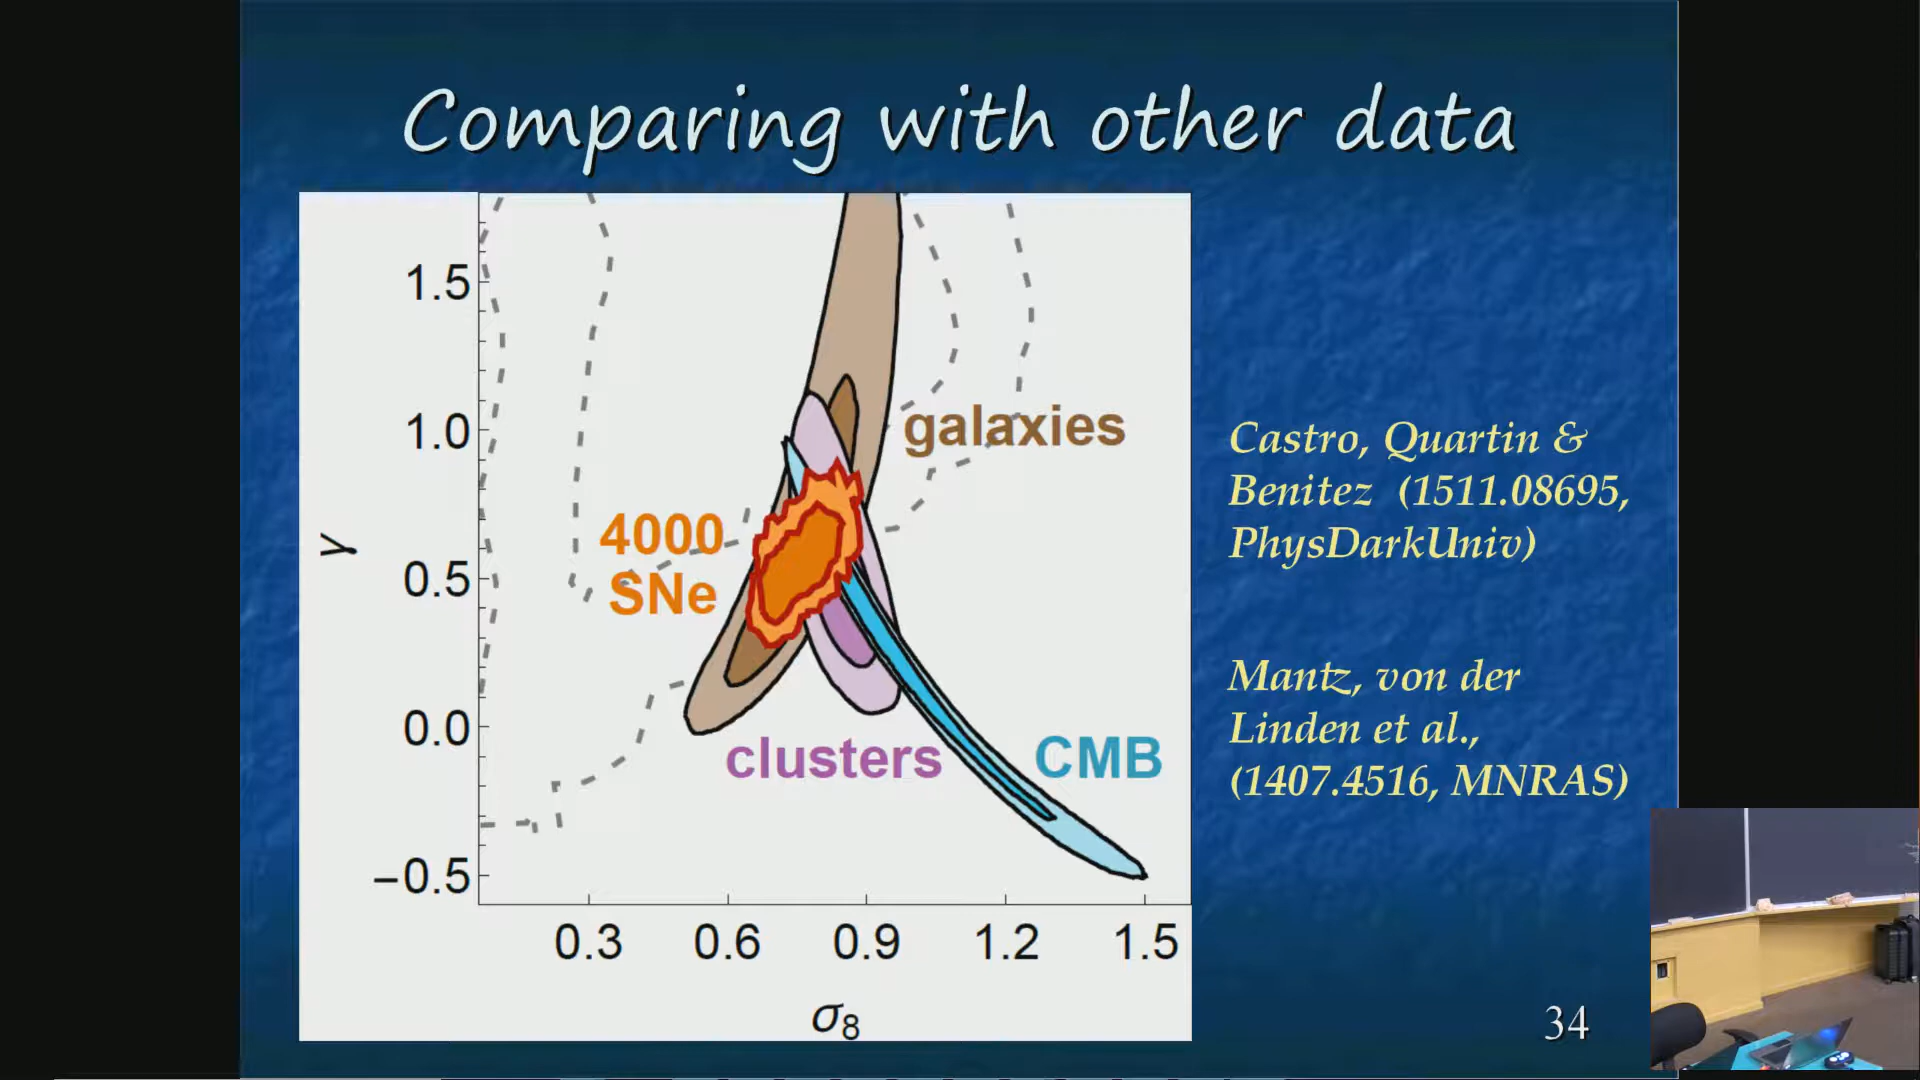 Comparing with other data
1.5
1.0
0.5
0.0
−0.5
γ
0.3 0.6 0.9 1.2 1.5
σ8
galaxies
4000
SNe
clusters
CMB
Castro, Quartin &
Benitez (1511.08695,
PhysDarkUniv)
Mantz, von der
Linden et al.,
(1407.4516, MNRAS)
34